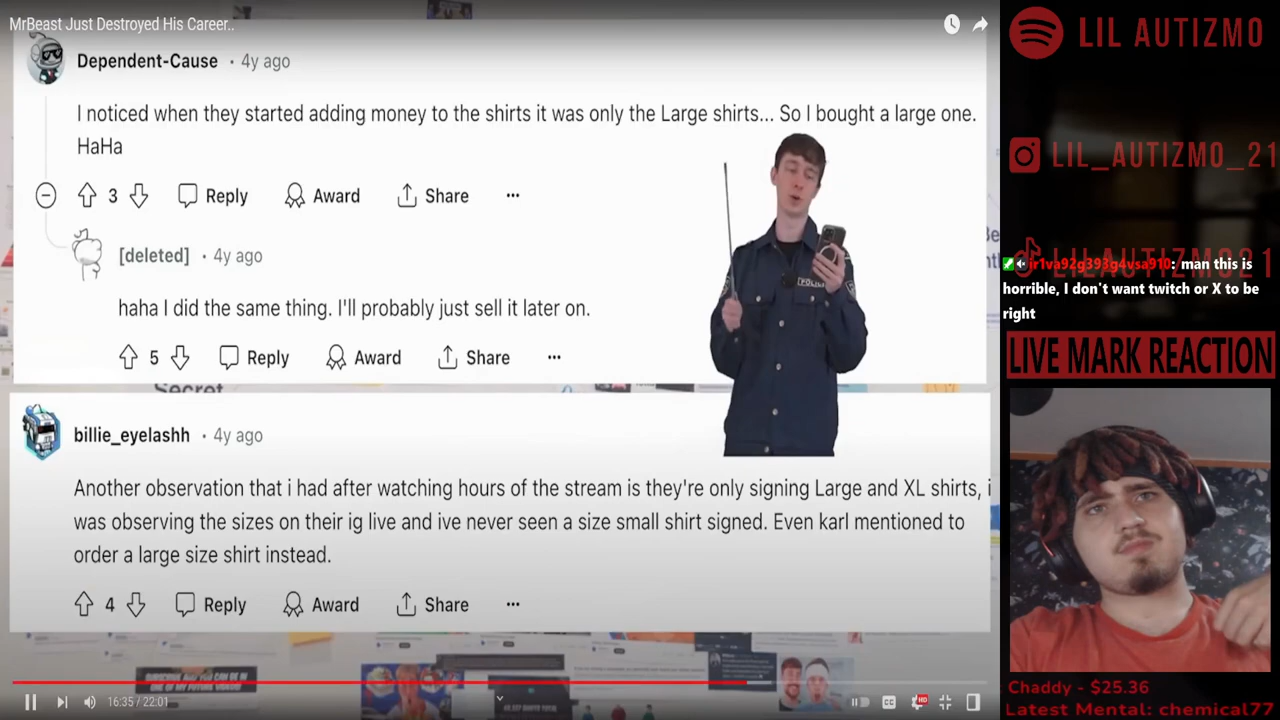 MrBeast Just Destroyed His Career..
Dependent-Cause • 4y ago
I noticed when they started adding money to the shirts it was only the Large shirts... So I bought a large one.
HaHa
3 Reply Award Share ...
[deleted] • 4y ago
haha I did the same thing. I'll probably just sell it later on.
5 Reply Award Share ...
Secret
billie_eyelashh • 4y ago
Another observation that i had after watching hours of the stream is they're only signing Large and XL shirts, i
was observing the sizes on their ig live and ive never seen a size small shirt signed. Even karl mentioned to
order a large size shirt instead.
4 Reply Award Share ...
16:35 / 22:01
CC
HD
LIL AUTIZMO
LIL_AUTIZMO_21
LILAUTIZMO21
ir1va92g393g4vsa910: man this is
horrible, I don't want twitch or X to be
right
LIVE MARK REACTION
Chaddy - $25.36
Latest Mental: chemical77